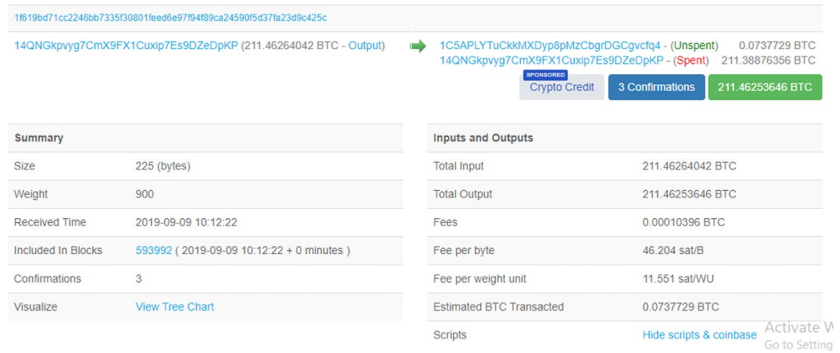 1f619bd71cc2246bb7335f30801feed6e97f94f89ca24590f5d37fa23d9c425c
14QNGkpvyg7CmX9FX1Cuxip7Es9DZeDpKP (211.46264042 BTC - Output)
1C5APLYTuCkkMXDyp8pMzCbgrDGCgvcfq4 - (Unspent) 0.0737729 BTC
14QNGkpvyg7CmX9FX1Cuxip7Es9DZeDpKP - (Spent) 211.38876356 BTC
SPONSORED
Crypto Credit 3 Confirmations 211.46253646 BTC
Summary
Size 225 (bytes)
Weight 900
Received Time 2019-09-09 10:12:22
Included In Blocks 593992 ( 2019-09-09 10:12:22 + 0 minutes )
Confirmations 3
Visualize View Tree Chart
Inputs and Outputs
Total Input 211.46264042 BTC
Total Output 211.46253646 BTC
Fees 0.00010396 BTC
Fee per byte 46.204 sat/B
Fee per weight unit 11.551 sat/WU
Estimated BTC Transacted 0.0737729 BTC
Scripts Hide scripts & coinbase
Activate W
Go to Setting